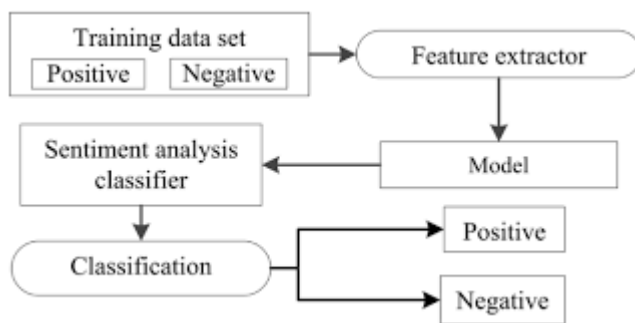 Training data set
Positive
Negative
Feature extractor
Sentiment analysis
classifier
Model
Classification
Positive
Negative